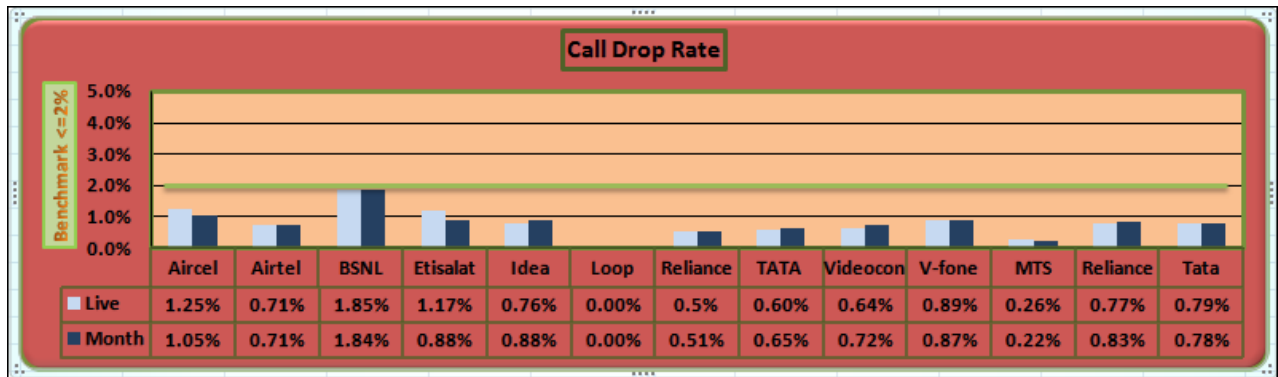 Call Drop Rate
Benchmark <=2%
5.0%
4.0%
3.0%
2.0%
1.0%
0.0%
Aircel Airtel BSNL Etisalat Idea Loop Reliance TATA Videocon V-fone MTS Reliance Tata
Live 1.25% 0.71% 1.85% 1.17% 0.76% 0.00% 0.5% 0.60% 0.64% 0.89% 0.26% 0.77% 0.79%
Month 1.05% 0.71% 1.84% 0.88% 0.88% 0.00% 0.51% 0.65% 0.72% 0.87% 0.22% 0.83% 0.78%